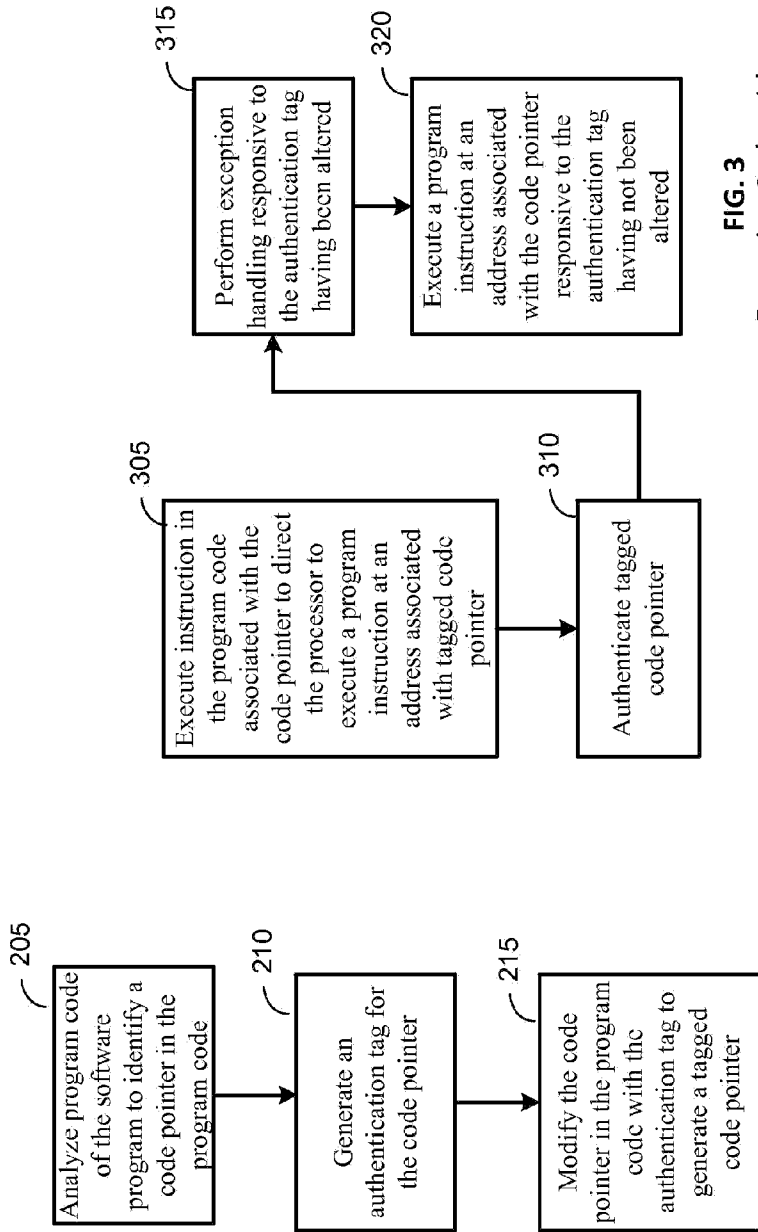 205
Analyze program code
of the software
program to identify a
code pointer in the
program code
210
Generate an
authentication tag for
the code pointer
215
Modify the code
pointer in the program
code with the
authentication tag to
generate a tagged
code pointer
305
Execute instruction in
the program code
associated with the
code pointer to direct
the processor to
execute a program
instruction at an
address associated
with tagged code
pointer
310
Authenticate tagged
code pointer
315
Perform exception
handling responsive to
the authentication tag
having been altered
320
Execute a program
instruction at an
address associated
with the code pointer
responsive to the
authentication tag
having not been
altered
FIG. 3